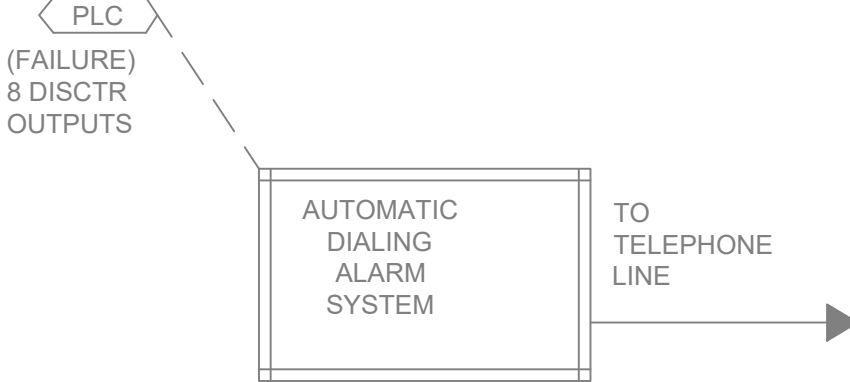 PLC
(FAILURE)
8 DISCTR
OUTPUTS
AUTOMATIC
DIALING
ALARM
SYSTEM
TO
TELEPHONE
LINE